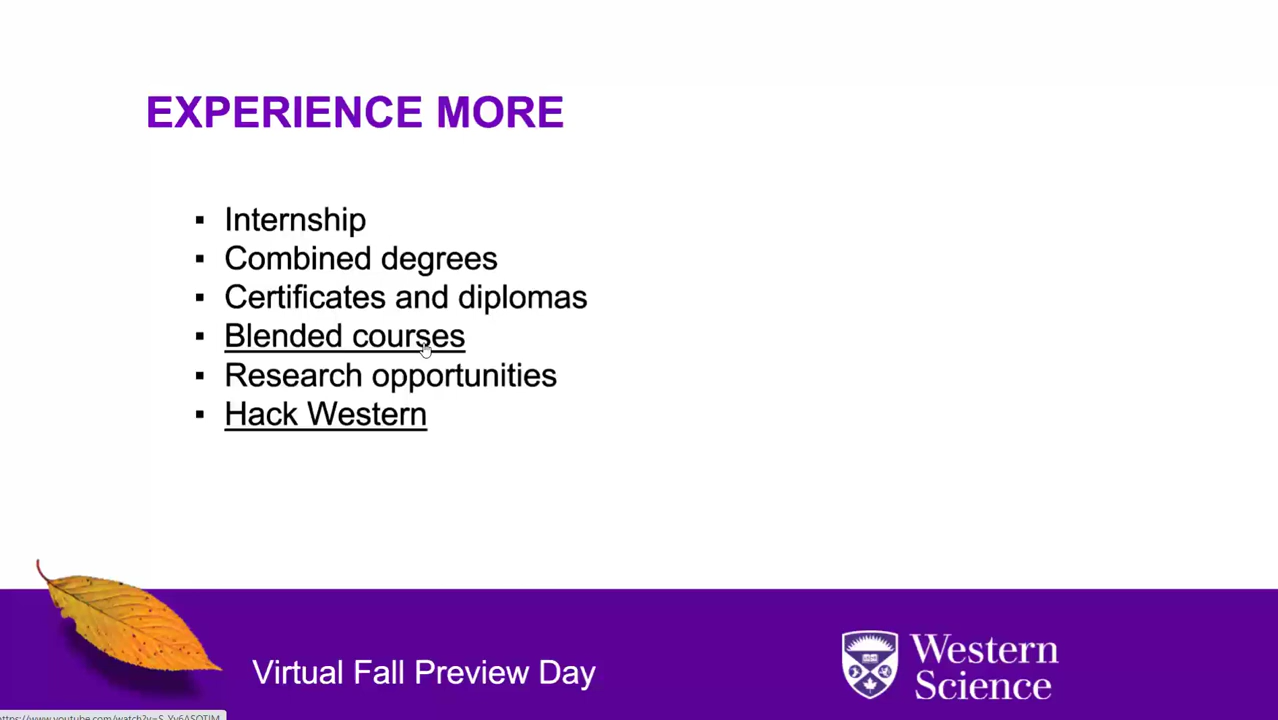 EXPERIENCE MORE
▪ Internship
▪ Combined degrees
▪ Certificates and diplomas
▪ Blended courses
▪ Research opportunities
▪ Hack Western
Virtual Fall Preview Day
Western
Science